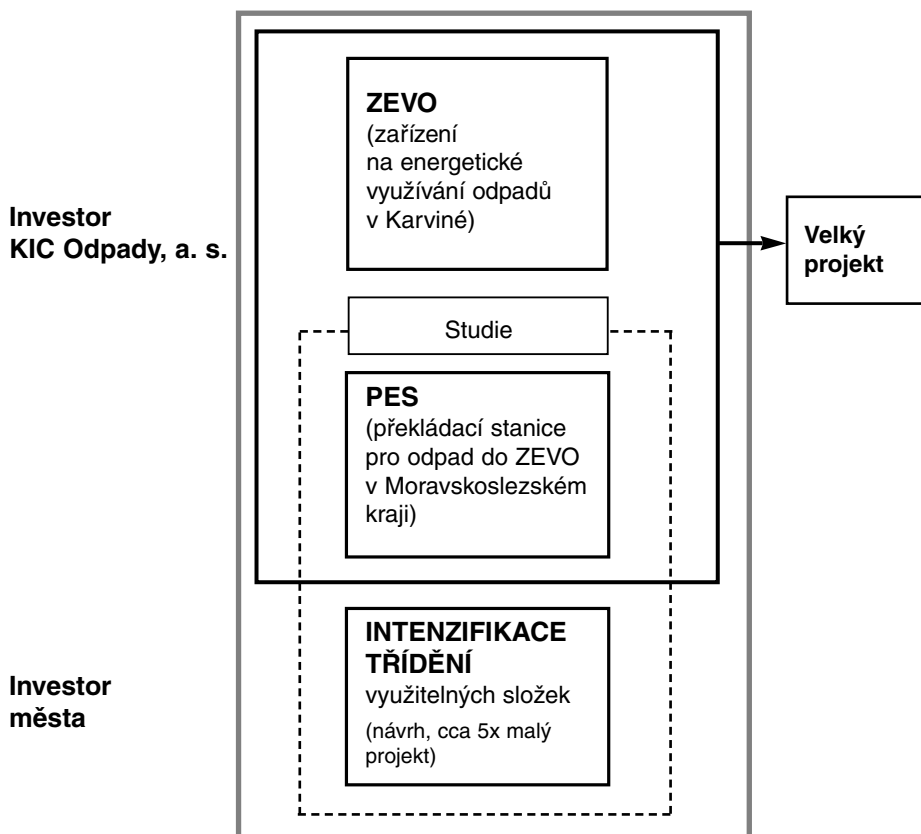 ZEVO
(zařízení
na energetické
využívání odpadů
v Karviné)
Investor
KIC Odpady, a. s.
Velký
projekt
Studie
PES
(překládací stanice
pro odpad do ZEVO
v Moravskoslezském
kraji)
INTENZIFIKACE
TŘÍDĚNÍ
využitelných složek
(návrh, cca 5x malý
projekt)
Investor
města